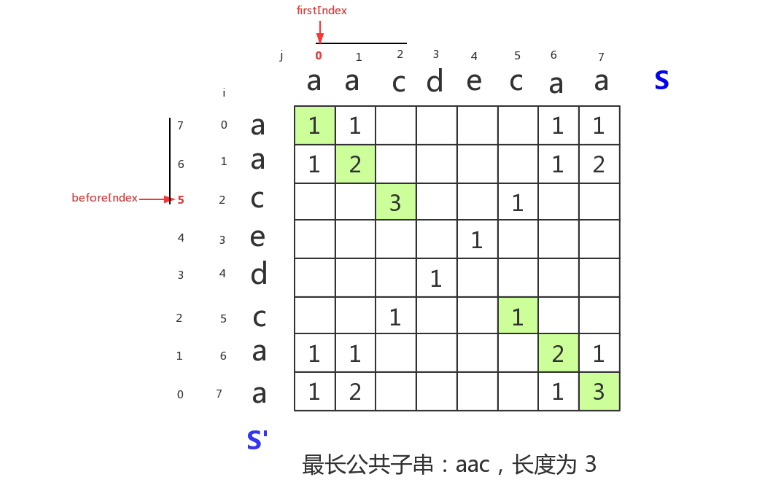 firstIndex
j 0 1 2 3 4 5 6 7
a a c d e c a a S
i
7 0 a 1 1 1 1
6 1 a 1 2 1 2
beforeIndex 5 2 c 3 1
4 3 e 1
3 4 d 1
2 5 c 1 1
1 6 a 1 1 2 1
0 7 a 1 2 1 3
S'
最长公共子串：aac，长度为 3